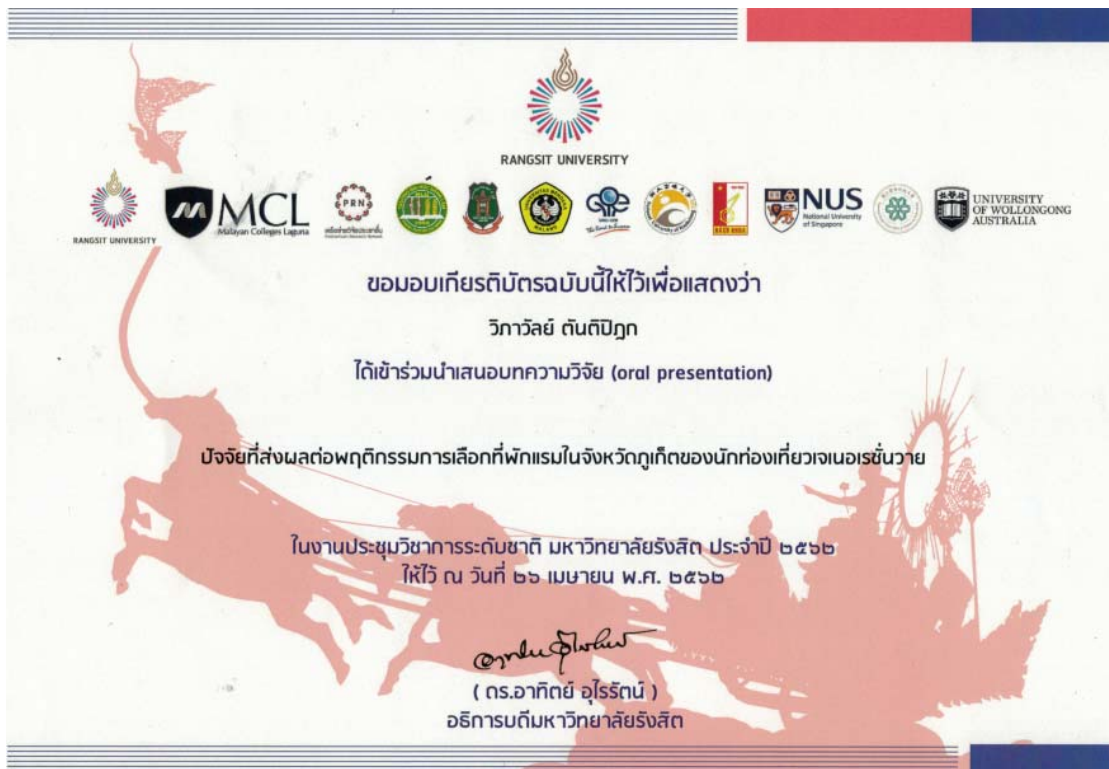 RANGSIT UNIVERSITY
RANGSIT UNIVERSITY
MCL
Malayan Colleges Laguna
PRN
NUS
National University
of Singapore
UNIVERSITY
OF WOLLONGONG
AUSTRALIA
ขอมอบเกียรติบัตรฉบับนี้ให้ไว้เพื่อแสดงว่า
วิภาวัลย์ ตันติปิฎก
ได้เข้าร่วมนำเสนอบทความวิจัย (oral presentation)
ปัจจัยที่ส่งผลต่อพฤติกรรมการเลือกที่พักแรมในจังหวัดภูเก็ตของนักท่องเที่ยวเจเนอเรชั่นวาย
ในงานประชุมวิชาการระดับชาติ มหาวิทยาลัยรังสิต ประจำปี ๒๕๖๒
ให้ไว้ ณ วันที่ ๒๖ เมษายน พ.ศ. ๒๕๖๒
( ดร.อาทิตย์ อุไรรัตน์ )
อธิการบดีมหาวิทยาลัยรังสิต